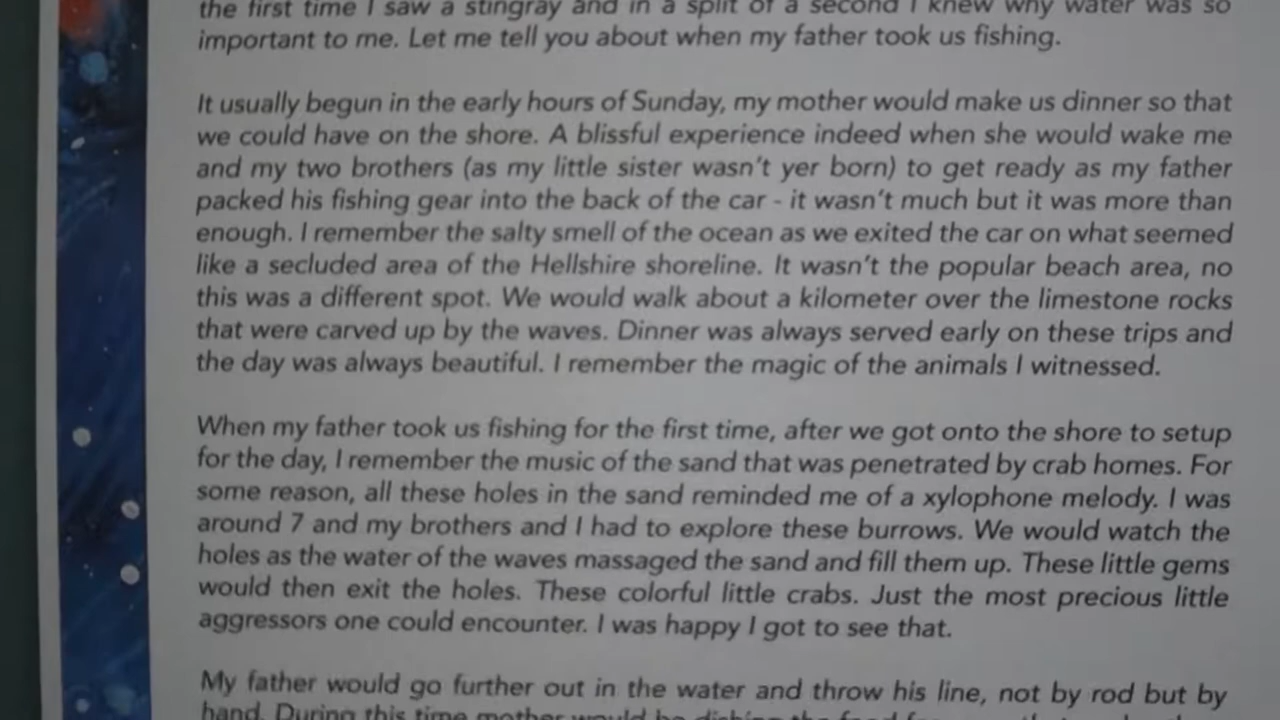 the first time I saw a stingray and in a split of a second I knew why water was so
important to me. Let me tell you about when my father took us fishing.
It usually begun in the early hours of Sunday, my mother would make us dinner so that
we could have on the shore. A blissful experience indeed when she would wake me
and my two brothers (as my little sister wasn't yer born) to get ready as my father
packed his fishing gear into the back of the car - it wasn't much but it was more than
enough. I remember the salty smell of the ocean as we exited the car on what seemed
like a secluded area of the Hellshire shoreline. It wasn't the popular beach area, no
this was a different spot. We would walk about a kilometer over the limestone rocks
that were carved up by the waves. Dinner was always served early on these trips and
the day was always beautiful. I remember the magic of the animals I witnessed.
When my father took us fishing for the first time, after we got onto the shore to setup
for the day, I remember the music of the sand that was penetrated by crab homes. For
some reason, all these holes in the sand reminded me of a xylophone melody. I was
around 7 and my brothers and I had to explore these burrows. We would watch the
holes as the water of the waves massaged the sand and fill them up. These little gems
would then exit the holes. These colorful little crabs. Just the most precious little
aggressors one could encounter. I was happy I got to see that.
My father would go further out in the water and throw his line, not by rod but by
hand. During this time mother would be dishing the food